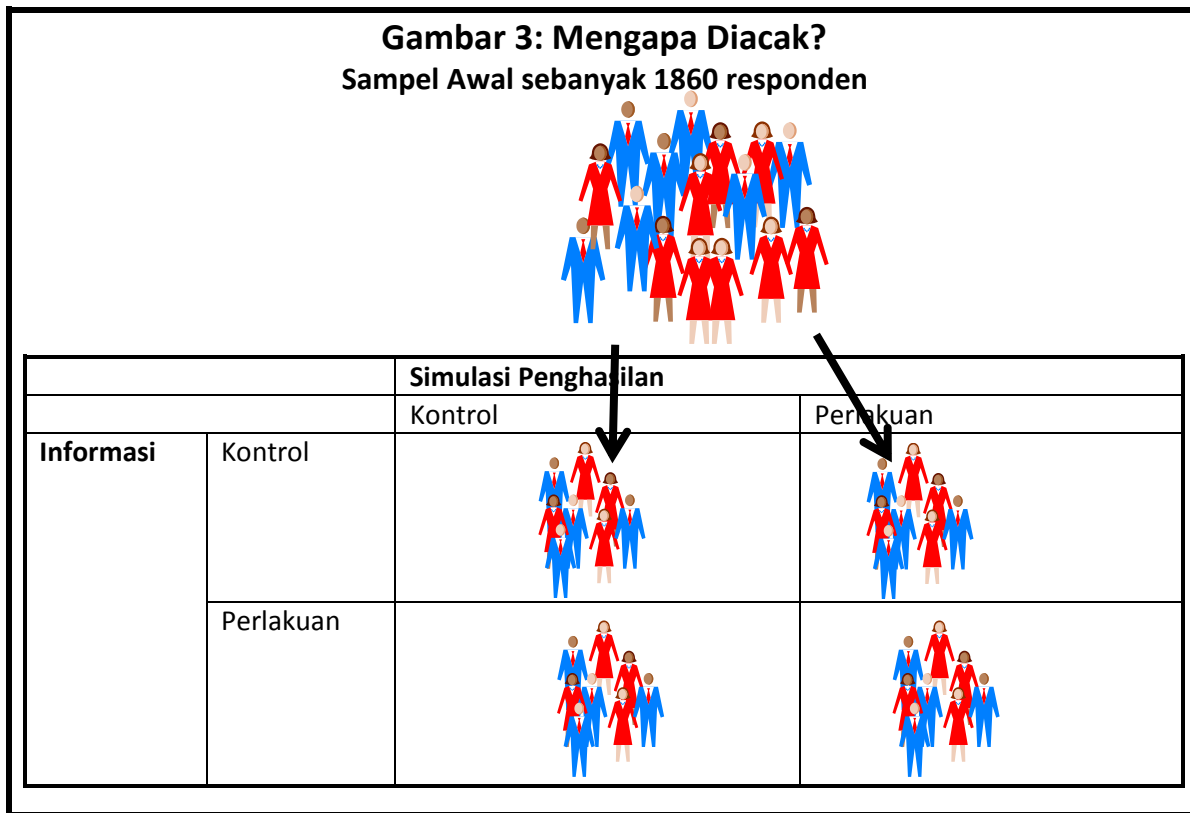 Gambar 3: Mengapa Diacak?
Sampel Awal sebanyak 1860 responden
Simulasi Penghasilan
Kontrol Perlakuan
Informasi Kontrol
Perlakuan